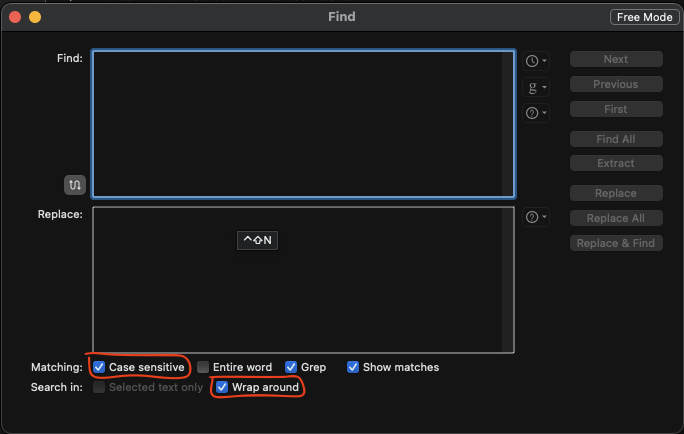 Find
Free Mode
Find:
g
?
Next
Previous
First
Find All
Extract
Replace
Replace All
Replace & Find
Replace:
?
^⇧N
Matching:
Case sensitive
Entire word
Grep
Show matches
Search in:
Selected text only
Wrap around